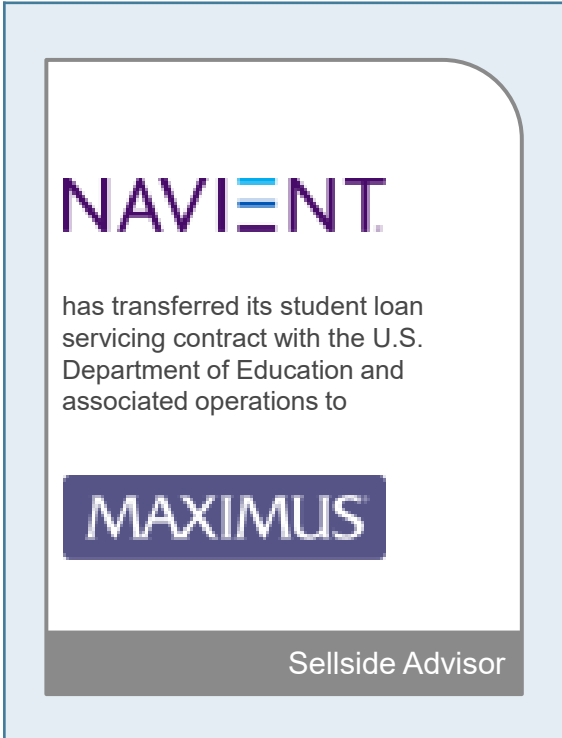 NAVIENT.
has transferred its student loan
servicing contract with the U.S.
Department of Education and
associated operations to
MAXIMUS
Sellside Advisor